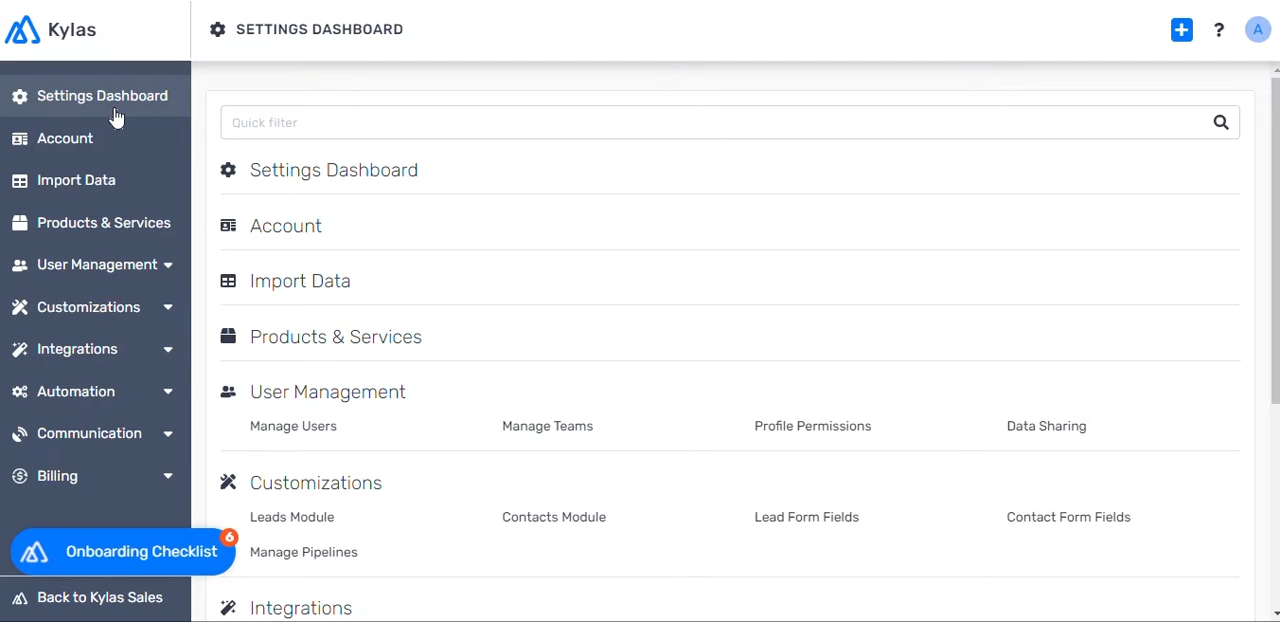 Kylas
SETTINGS DASHBOARD
?
A
Settings Dashboard
Account
Import Data
Products & Services
User Management
Customizations
Integrations
Automation
Communication
Billing
Onboarding Checklist
6
Back to Kylas Sales
Quick filter
Settings Dashboard
Account
Import Data
Products & Services
User Management
Manage Users Manage Teams Profile Permissions Data Sharing
Customizations
Leads Module Contacts Module Lead Form Fields Contact Form Fields
Manage Pipelines
Integrations